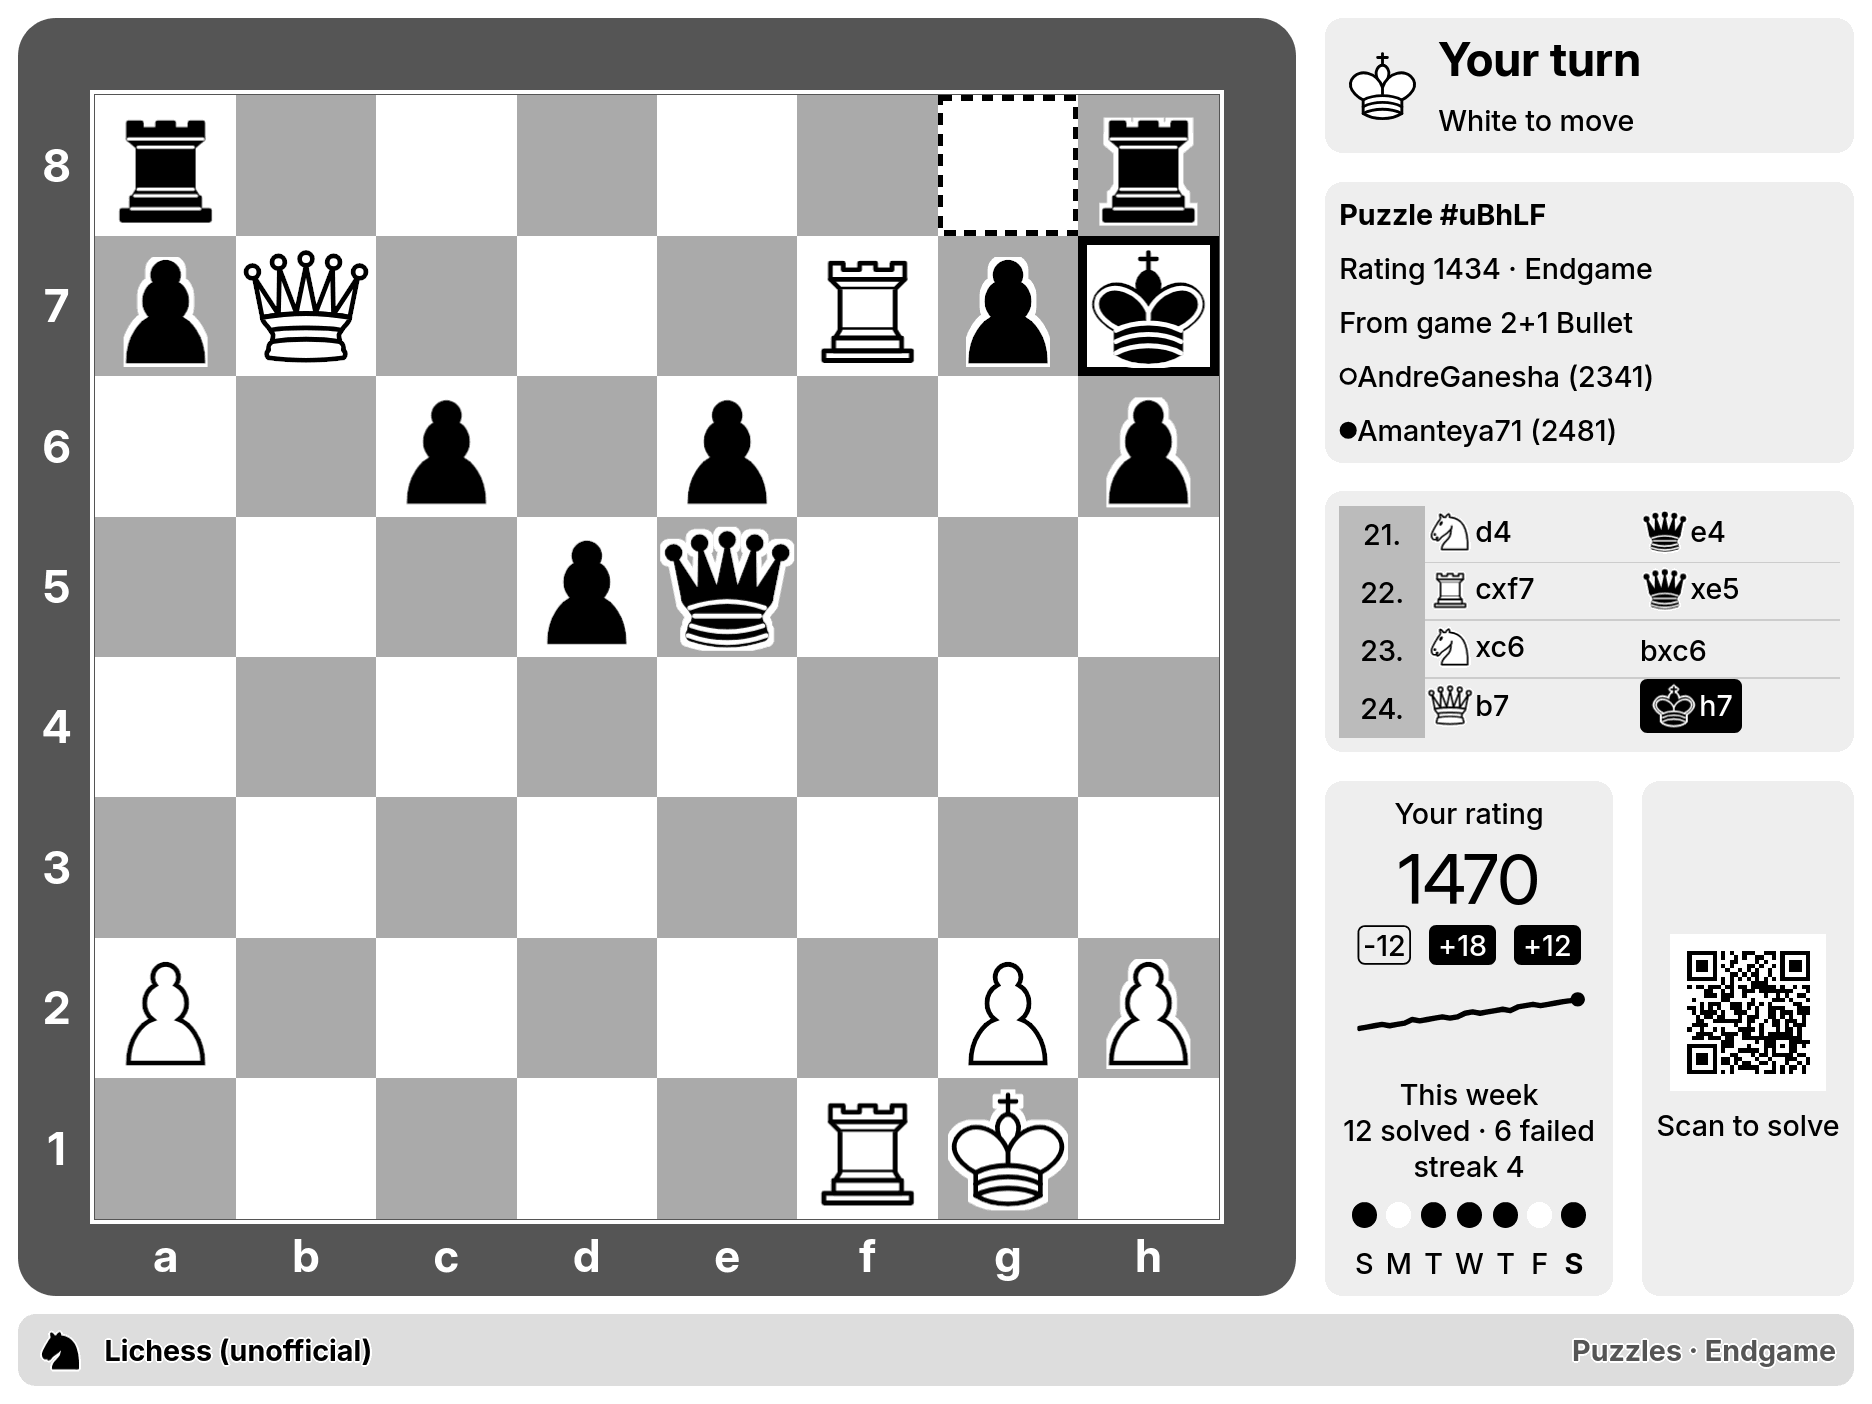 8
7
6
5
4
3
2
1
a b c d e f g h
Your turn
White to move
Puzzle #uBhLF
Rating 1434 · Endgame
From game 2+1 Bullet
AndreGanesha (2341)
Amanteya71 (2481)
21. d4 e4
22. cxf7 xe5
23. xc6 bxc6
24. b7 h7
Your rating
1470
-12 +18 +12
This week
12 solved · 6 failed
streak 4
S M T W T F S
Scan to solve
Lichess (unofficial)
Puzzles · Endgame